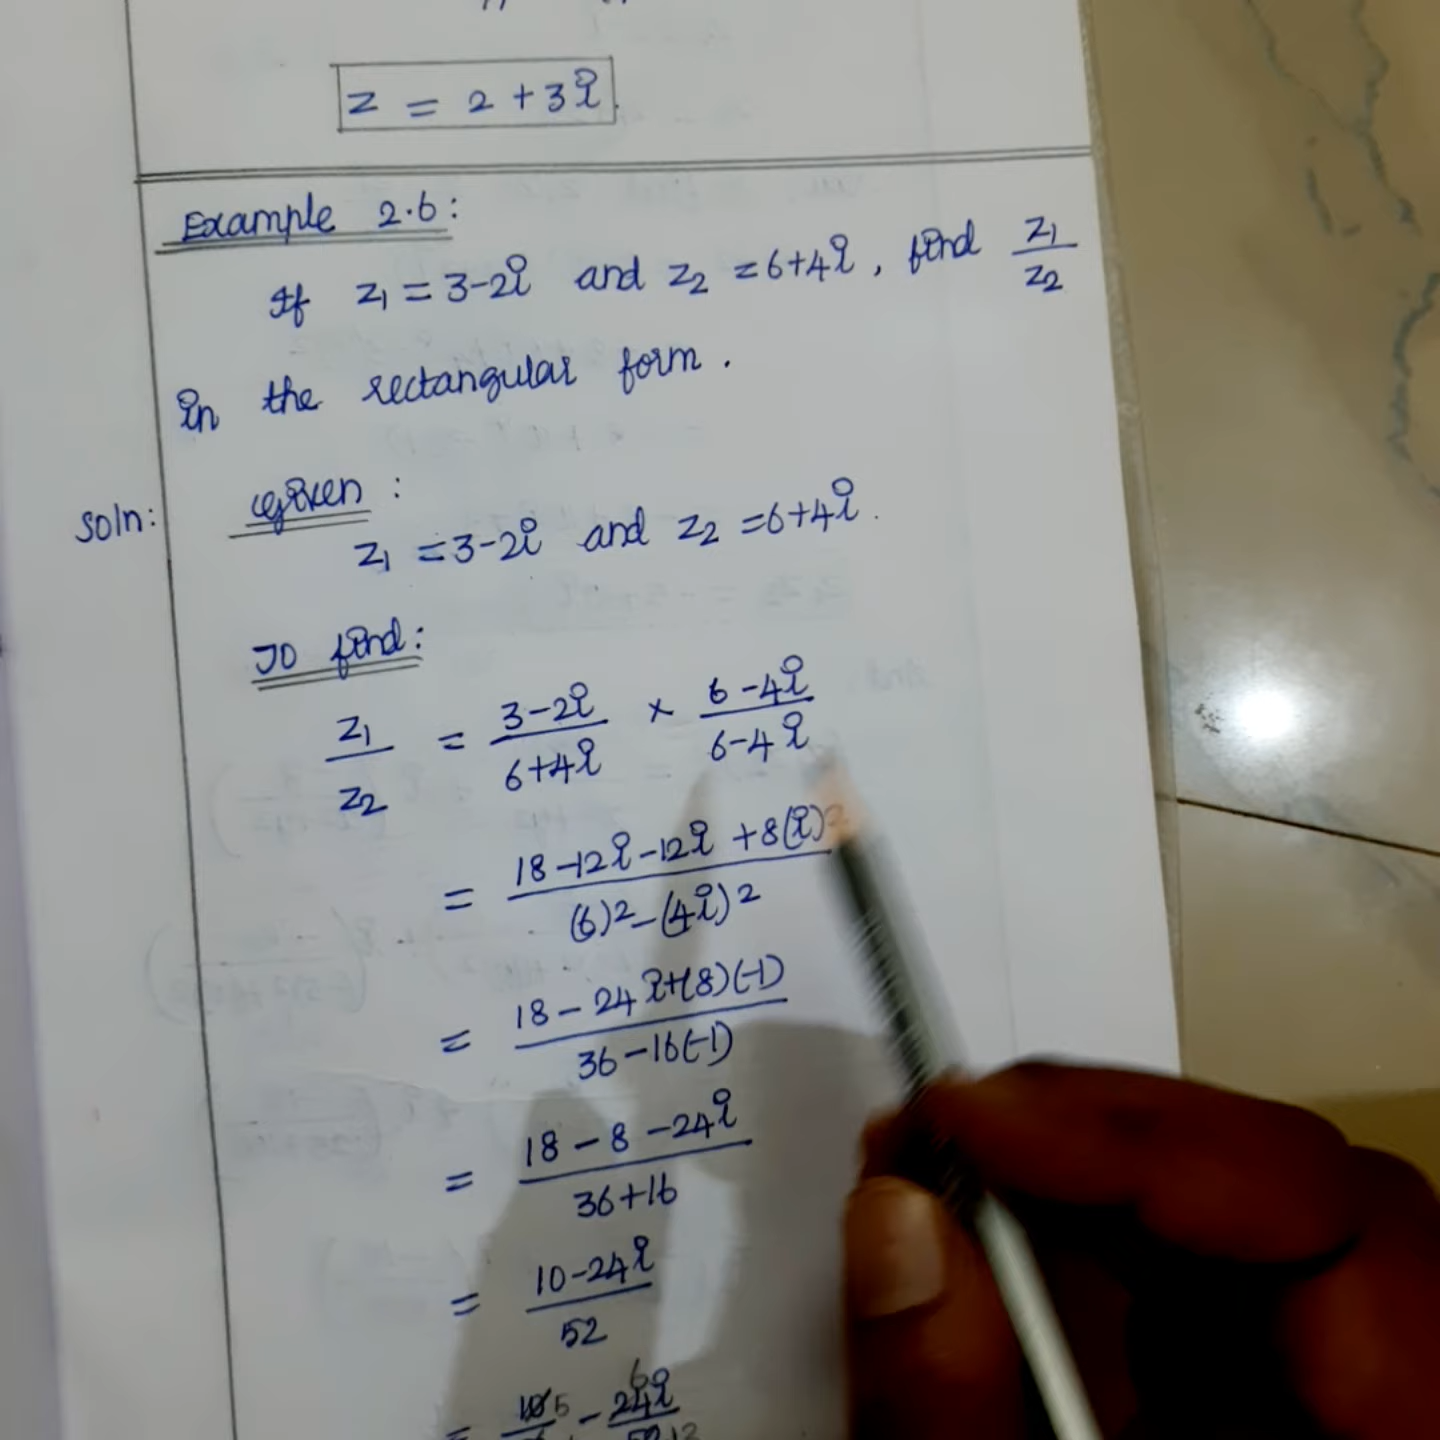 z = 2 + 3i
Example 2.6:
If z₁ = 3-2i and z₂ = 6+4i, find z₁/z₂
in the rectangular form.
Soln:
Given:
z₁ = 3-2i and z₂ = 6+4i.
To find:
z₁/z₂ = (3-2i)/(6+4i) × (6-4i)/(6-4i)
= (18-12i-12i+8(i)²)/((6)²-(4i)²)
= (18-24i+(8)(-1))/(36-16(-1))
= (18-8-24i)/(36+16)
= (10-24i)/52